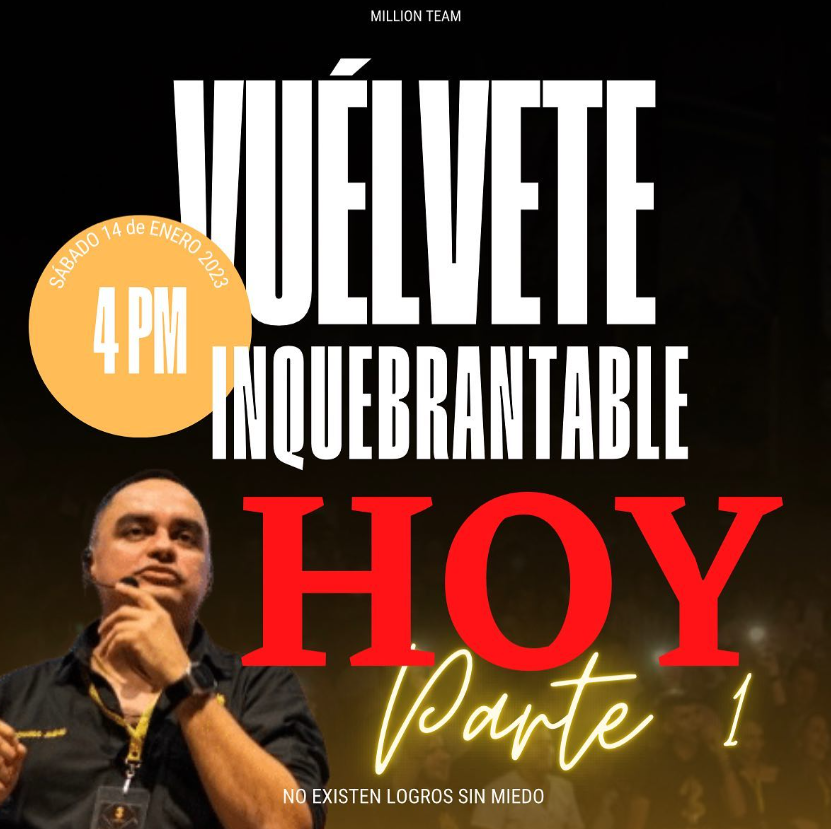 MILLION TEAM
VUÉLVETE
SÁBADO 14 de ENERO 2023
4 PM
INQUEBRANTABLE
HOY
Parte 1
NO EXISTEN LOGROS SIN MIEDO